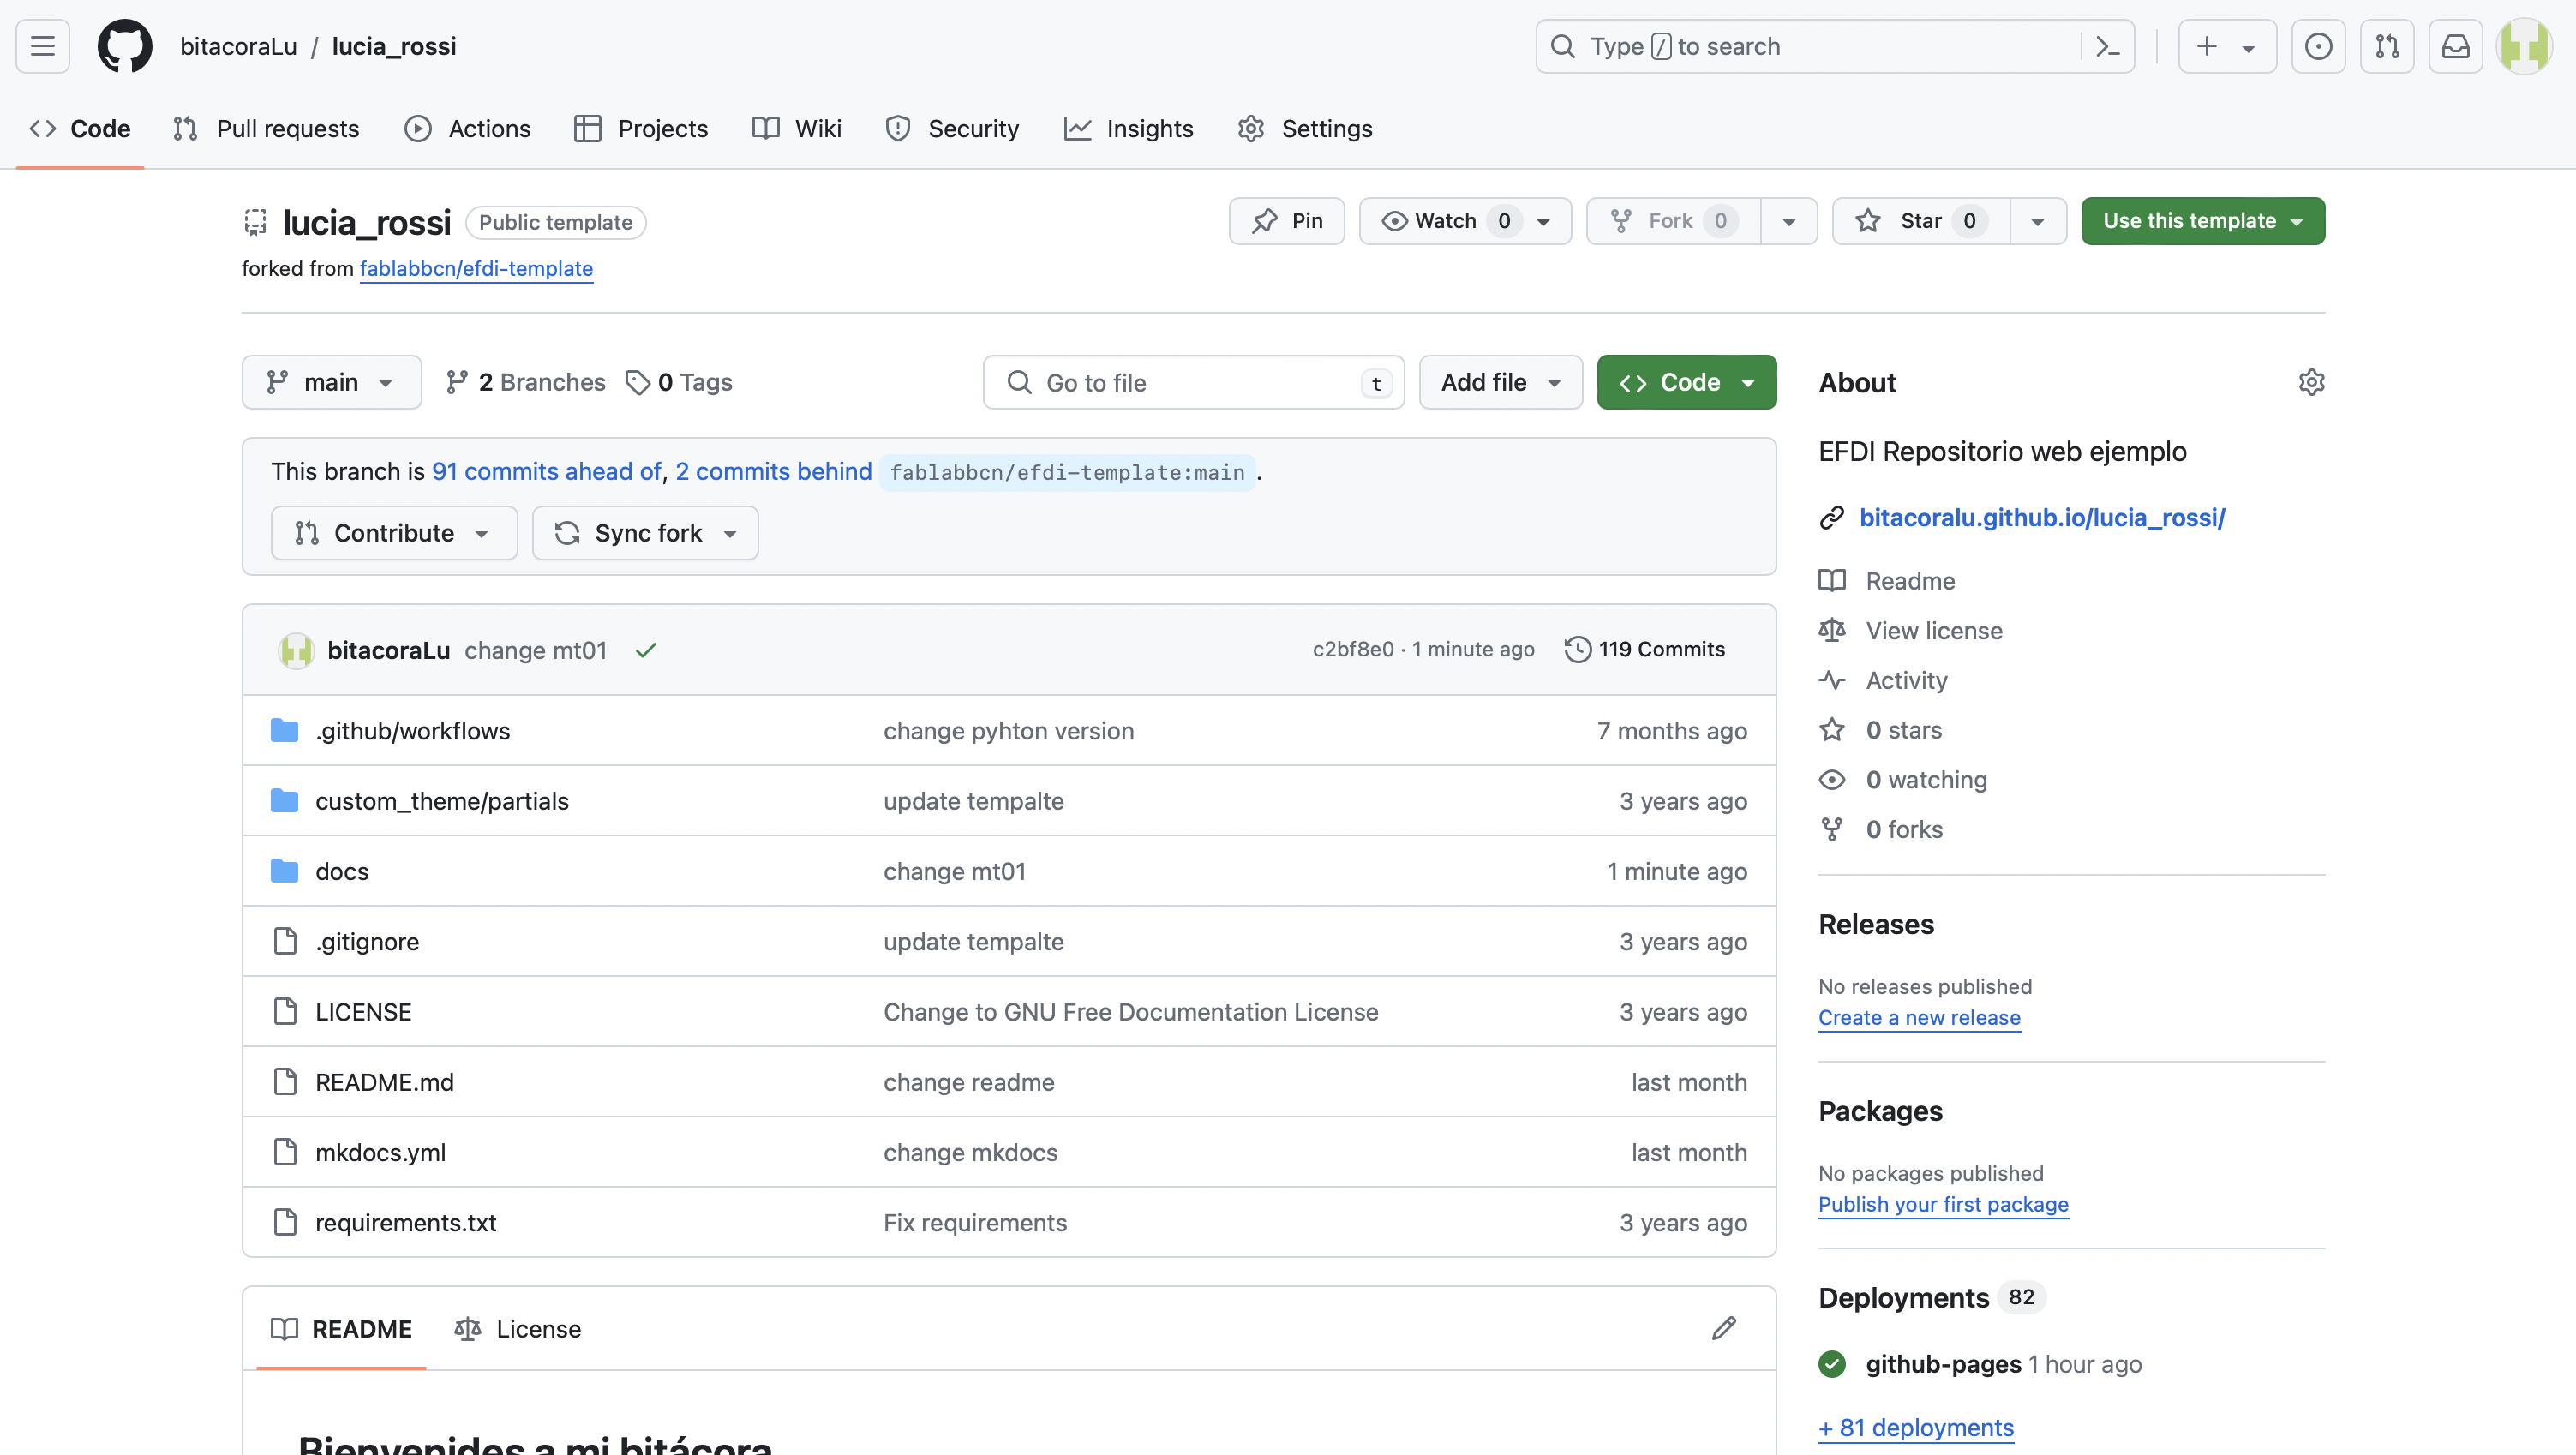 bitacoraLu / lucia_rossi
Type / to search
Code Pull requests Actions Projects Wiki Security Insights Settings
lucia_rossi Public template
Pin Watch 0 Fork 0 Star 0 Use this template
forked from fablabbcn/efdi-template
main 2 Branches 0 Tags Go to file t Add file Code
This branch is 91 commits ahead of, 2 commits behind fablabbcn/efdi-template:main.
Contribute Sync fork
bitacoraLu change mt01 c2bf8e0 · 1 minute ago 119 Commits
.github/workflows change pyhton version 7 months ago
custom_theme/partials update tempalte 3 years ago
docs change mt01 1 minute ago
.gitignore update tempalte 3 years ago
LICENSE Change to GNU Free Documentation License 3 years ago
README.md change readme last month
mkdocs.yml change mkdocs last month
requirements.txt Fix requirements 3 years ago
README License
Bienvenides a mi bitácora
About
EFDI Repositorio web ejemplo
bitacoralu.github.io/lucia_rossi/
Readme
View license
Activity
0 stars
0 watching
0 forks
Releases
No releases published
Create a new release
Packages
No packages published
Publish your first package
Deployments 82
github-pages 1 hour ago
+ 81 deployments